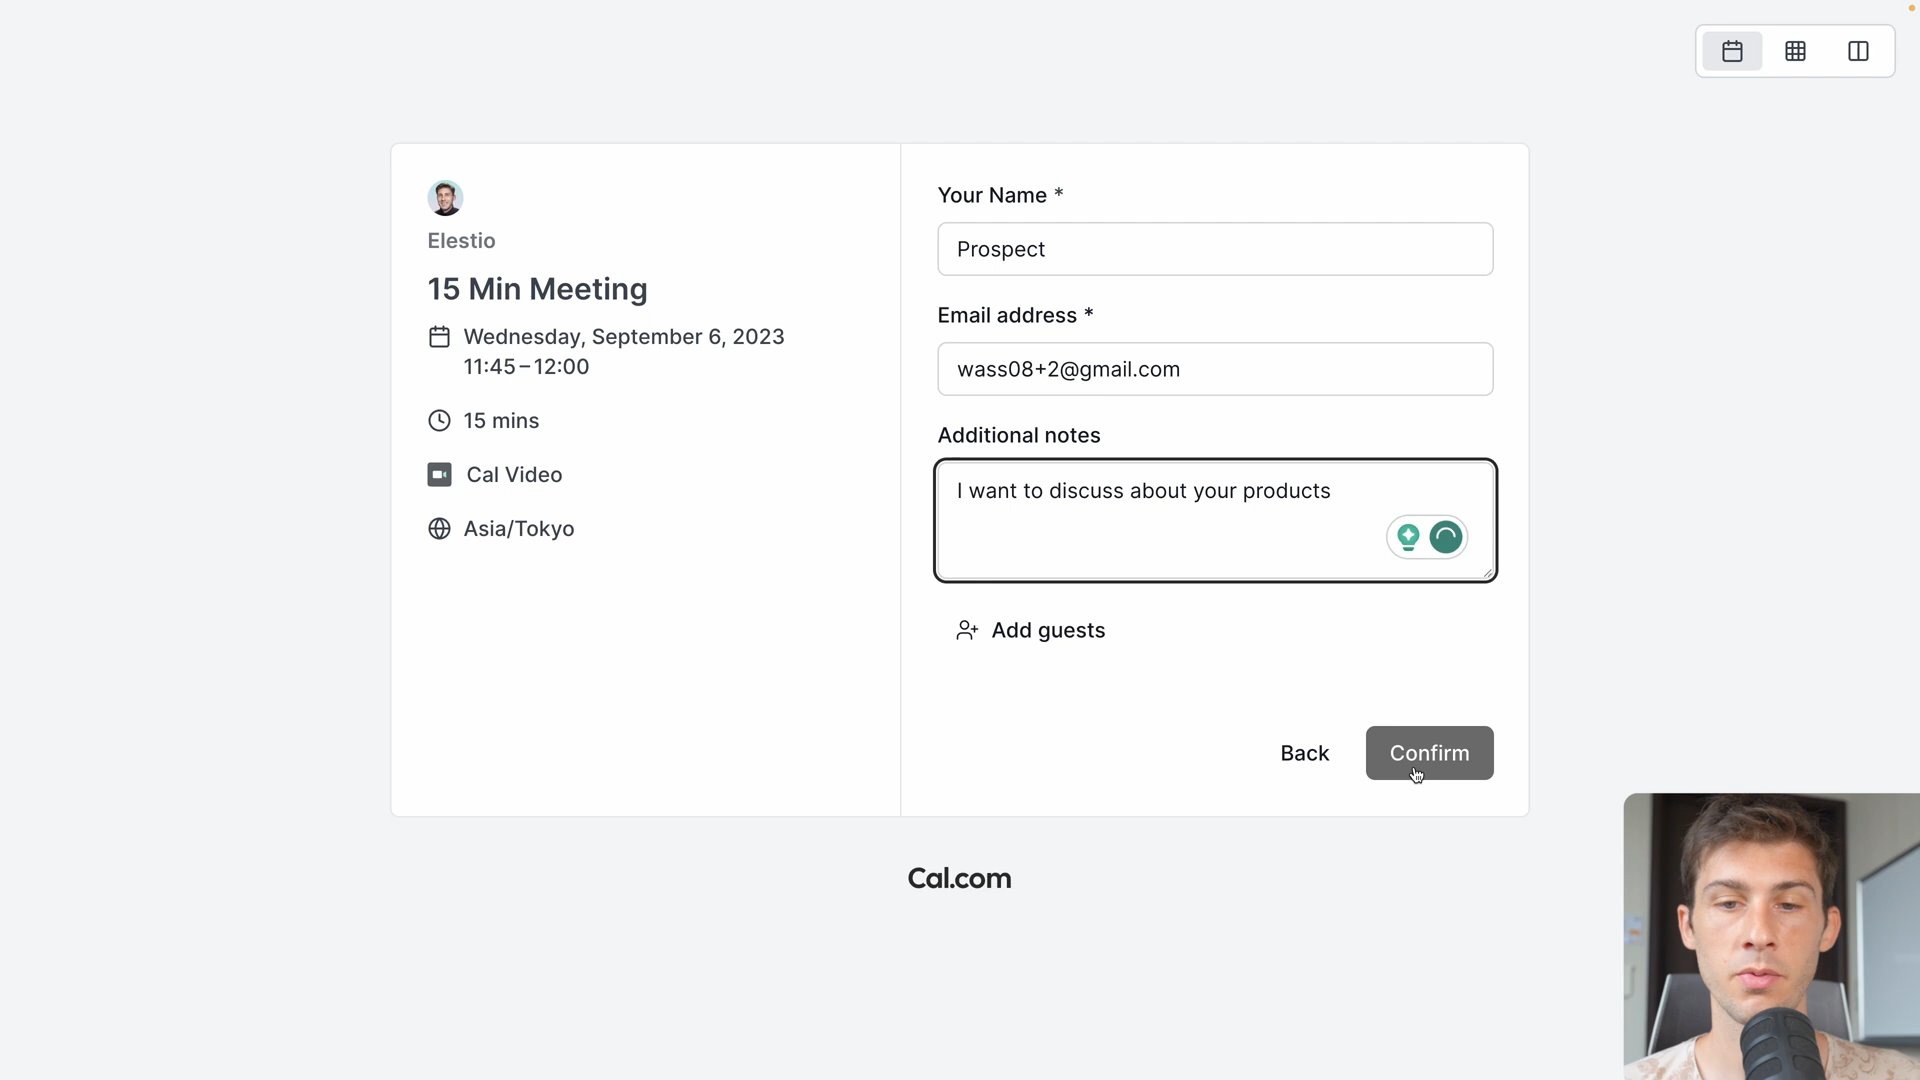 Elestio
15 Min Meeting
Wednesday, September 6, 2023
11:45 – 12:00
15 mins
Cal Video
Asia/Tokyo
Your Name *
Prospect
Email address *
wass08+2@gmail.com
Additional notes
I want to discuss about your products
Add guests
Back
Confirm
Cal.com